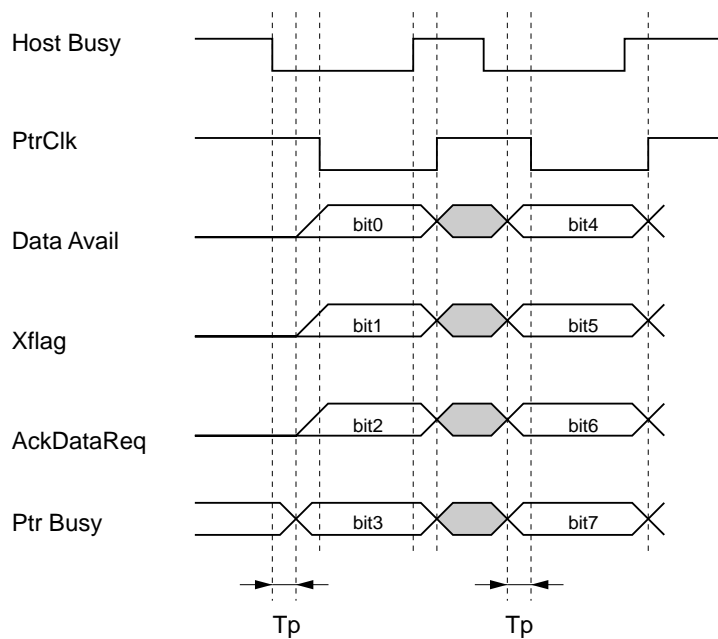 Host Busy
PtrClk
Data Avail bit0 bit4
Xflag bit1 bit5
AckDataReq bit2 bit6
Ptr Busy bit3 bit7
Tp Tp